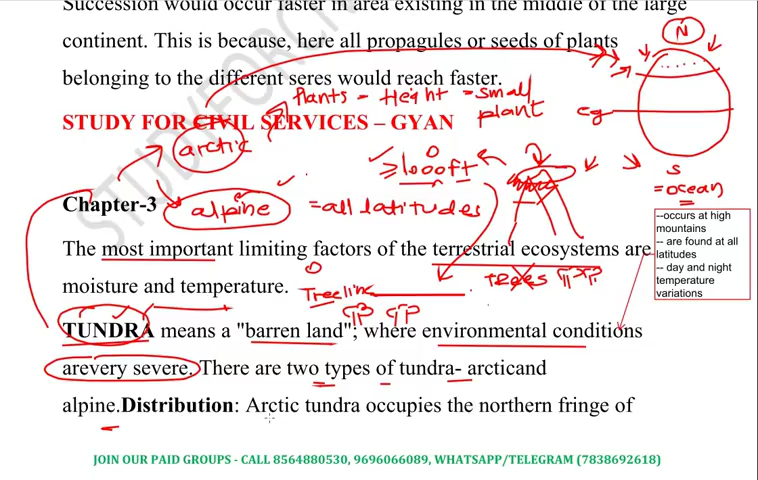 Succession would occur faster in area existing in the middle of the large
continent. This is because, here all propagules or seeds of plants
belonging to the different seres would reach faster.
N
Plants - Height = small
plant
STUDY FOR CIVIL SERVICES – GYAN
eq
arctic
≥1000ft
S
=ocean
Chapter-3
alpine =all latitudes
--occurs at high
mountains
-- are found at all
latitudes
-- day and night
temperature
variations
The most important limiting factors of the terrestrial ecosystems are
trees
moisture and temperature. Treeline
TUNDRA means a "barren land"; where environmental conditions
arevery severe. There are two types of tundra- arcticand
alpine.Distribution: Arctic tundra occupies the northern fringe of
JOIN OUR PAID GROUPS - CALL 8564880530, 9696066089, WHATSAPP/TELEGRAM (7838692618)